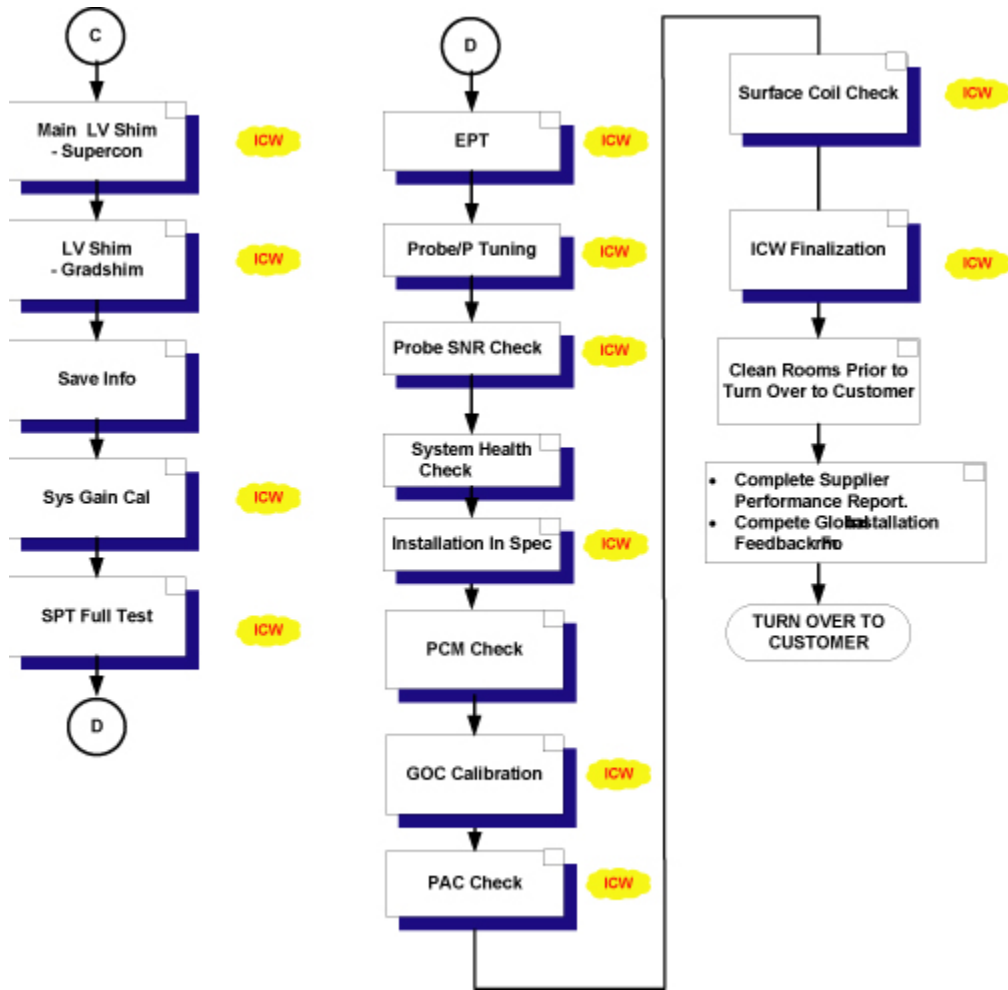 C
Main LV Shim
- Supercon
ICW
LV Shim
- Gradshim
ICW
Save Info
Sys Gain Cal
ICW
SPT Full Test
ICW
D
D
EPT
ICW
Probe/P Tuning
ICW
Probe SNR Check
ICW
System Health
Check
Installation In Spec
ICW
PCM Check
GOC Calibration
ICW
PAC Check
ICW
Surface Coil Check
ICW
ICW Finalization
ICW
Clean Rooms Prior to
Turn Over to Customer
• Complete Supplier
Performance Report.
• Compete Global
Feedback
TURN OVER TO
CUSTOMER